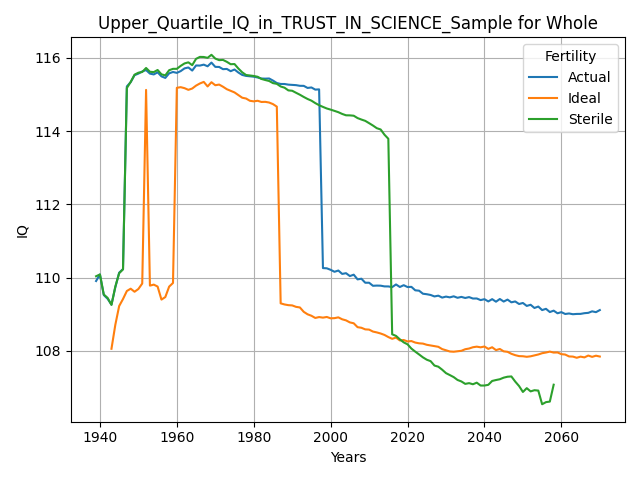 Upper_Quartile_IQ_in_TRUST_IN_SCIENCE_Sample for Whole
Fertility
Actual
Ideal
Sterile
IQ
116
114
112
110
108
1940
1960
1980
2000
2020
2040
2060
Years